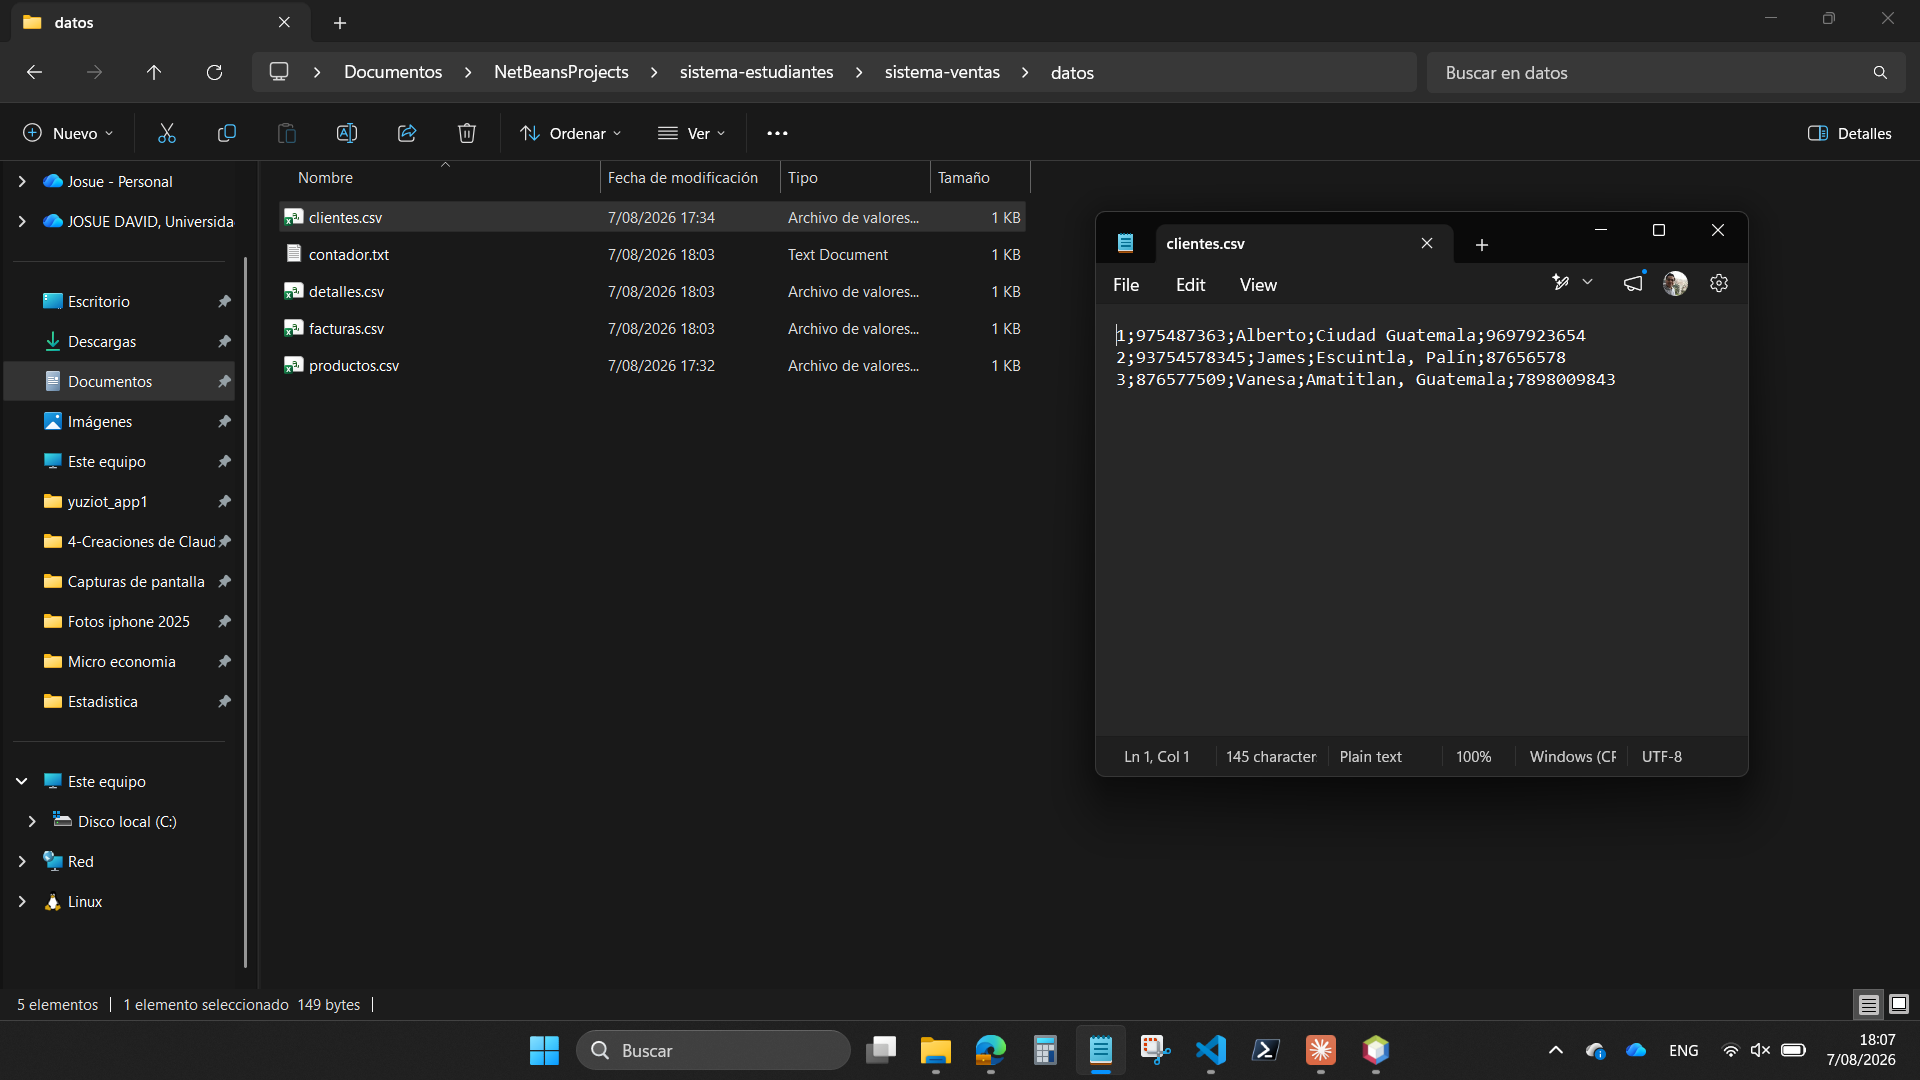 datos
Documentos
NetBeansProjects
sistema-estudiantes
sistema-ventas
datos
Buscar en datos
Nuevo
Ordenar
Ver
Detalles
Josue - Personal
JOSUE DAVID, Universida
Escritorio
Descargas
Documentos
Imágenes
Este equipo
yuziot_app1
4-Creaciones de Claud
Capturas de pantalla
Fotos iphone 2025
Micro economia
Estadistica
Este equipo
Disco local (C:)
Red
Linux
Nombre Fecha de modificación Tipo Tamaño
clientes.csv 7/08/2026 17:34 Archivo de valores... 1 KB
contador.txt 7/08/2026 18:03 Text Document 1 KB
detalles.csv 7/08/2026 18:03 Archivo de valores... 1 KB
facturas.csv 7/08/2026 18:03 Archivo de valores... 1 KB
productos.csv 7/08/2026 17:32 Archivo de valores... 1 KB
clientes.csv
File Edit View
1;975487363;Alberto;Ciudad Guatemala;9697923654
2;93754578345;James;Escuintla, Palín;87656578
3;876577509;Vanesa;Amatitlan, Guatemala;7898009843
Ln 1, Col 1 145 character Plain text 100% Windows (CF UTF-8
5 elementos 1 elemento seleccionado 149 bytes
Buscar
ENG
18:07
7/08/2026